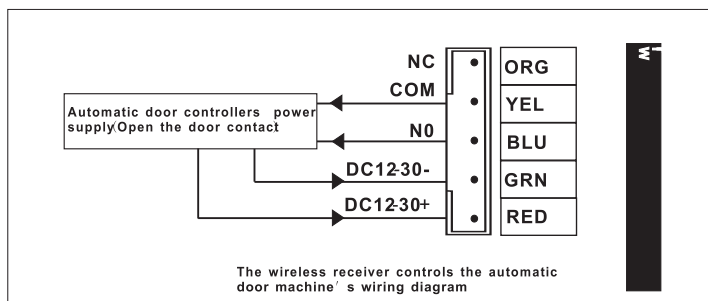 NC
ORG
COM
YEL
Automatic door controllers power
supply(Open the door contact
N0
BLU
DC12-30-
GRN
DC12-30+
RED
The wireless receiver controls the automatic
door machine's wiring diagram